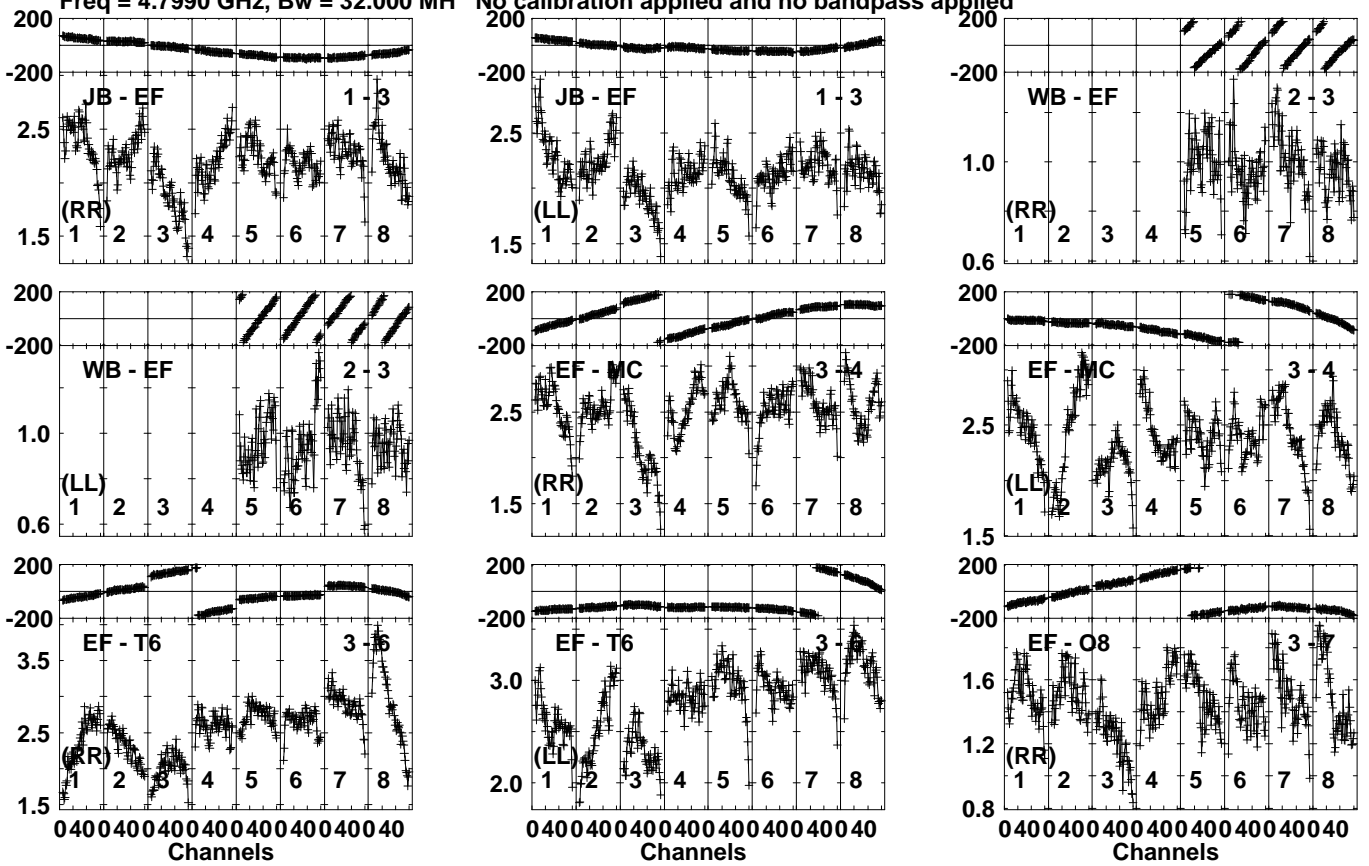 Freq = 4.7990 GHz, Bw = 32.000 MH No calibration applied and no bandpass applied
200 200 200
-200 -200 -200
JB - EF 1 - 3 JB - EF 1 - 3 WB - EF 2 - 3
2.5 2.5 1.0
(RR) (LL) (RR)
1 2 3 4 5 6 7 8 1 2 3 4 5 6 7 8 1 2 3 4 5 6 7 8
1.5 1.5 0.6
200 200 200
-200 -200 -200
WB - EF 2 - 3 EF - MC 3 - 4 EF - MC 3 - 4
1.0 2.5 2.5
(LL) (RR) (LL)
1 2 3 4 5 6 7 8 1 2 3 4 5 6 7 8 1 2 3 4 5 6 7 8
0.6 1.5 1.5
200 200 200
-200 -200 -200
EF - T6 3 - 6 EF - T6 3 - 6 EF - O8 3 - 7
3.5 3.0 1.6
2.5 1.2
(RR) (LL) (RR)
1 2 3 4 5 6 7 8 1 2 3 4 5 6 7 8 1 2 3 4 5 6 7 8
1.5 2.0 0.8
0 40 0 40 0 40 0 40 0 40 0 40 0 40 0 40 0 40 0 40 0 40 0 40 0 40 0 40 0 40 0 40 0 40 0 40 0 40 0 40 0 40 0 40 0 40 0 40
Channels Channels Channels